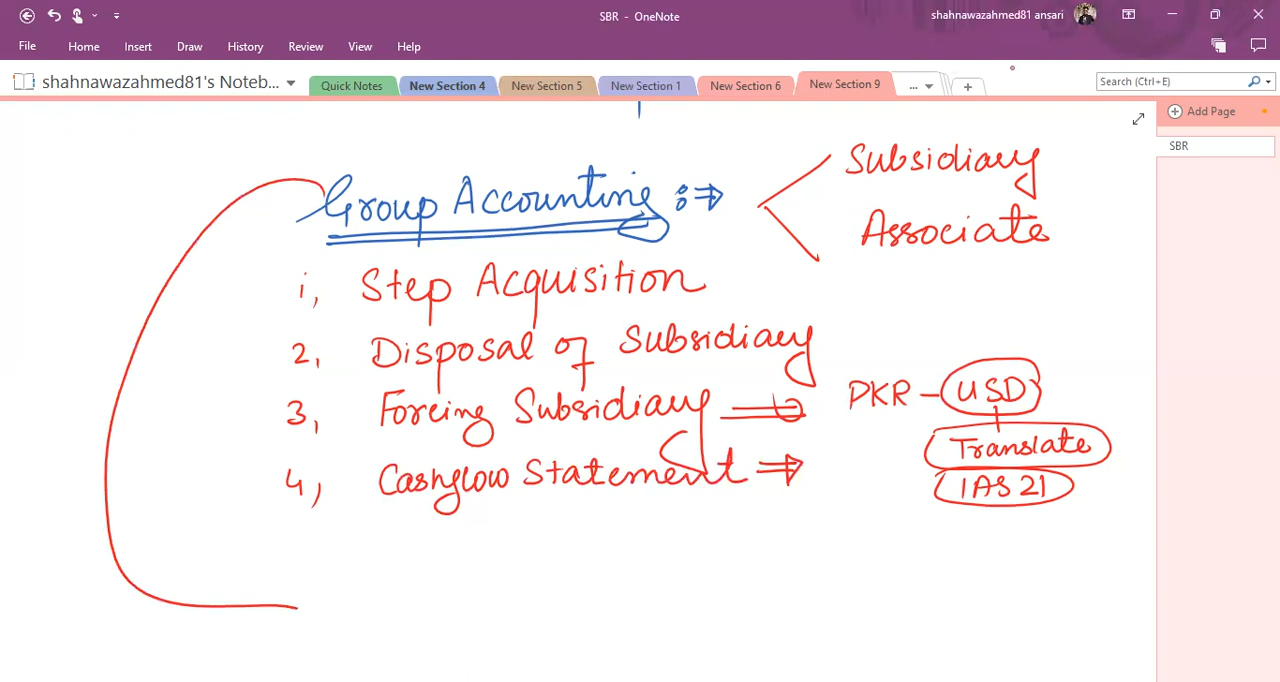 SBR - OneNote
shahnawazahmed81 ansari
File Home Insert Draw History Review View Help
shahnawazahmed81's Noteb...
Quick Notes New Section 4 New Section 5 New Section 1 New Section 6 New Section 9 ...
Search (Ctrl+E)
Add Page
SBR
Group Accounting :⇒
Subsidiary
Associate
i, Step Acquisition
2, Disposal of Subsidiary
3, Foreing Subsidiary ⇒ PKR - USD
Translate
IAS 21
4, Cashflow Statement ⇒